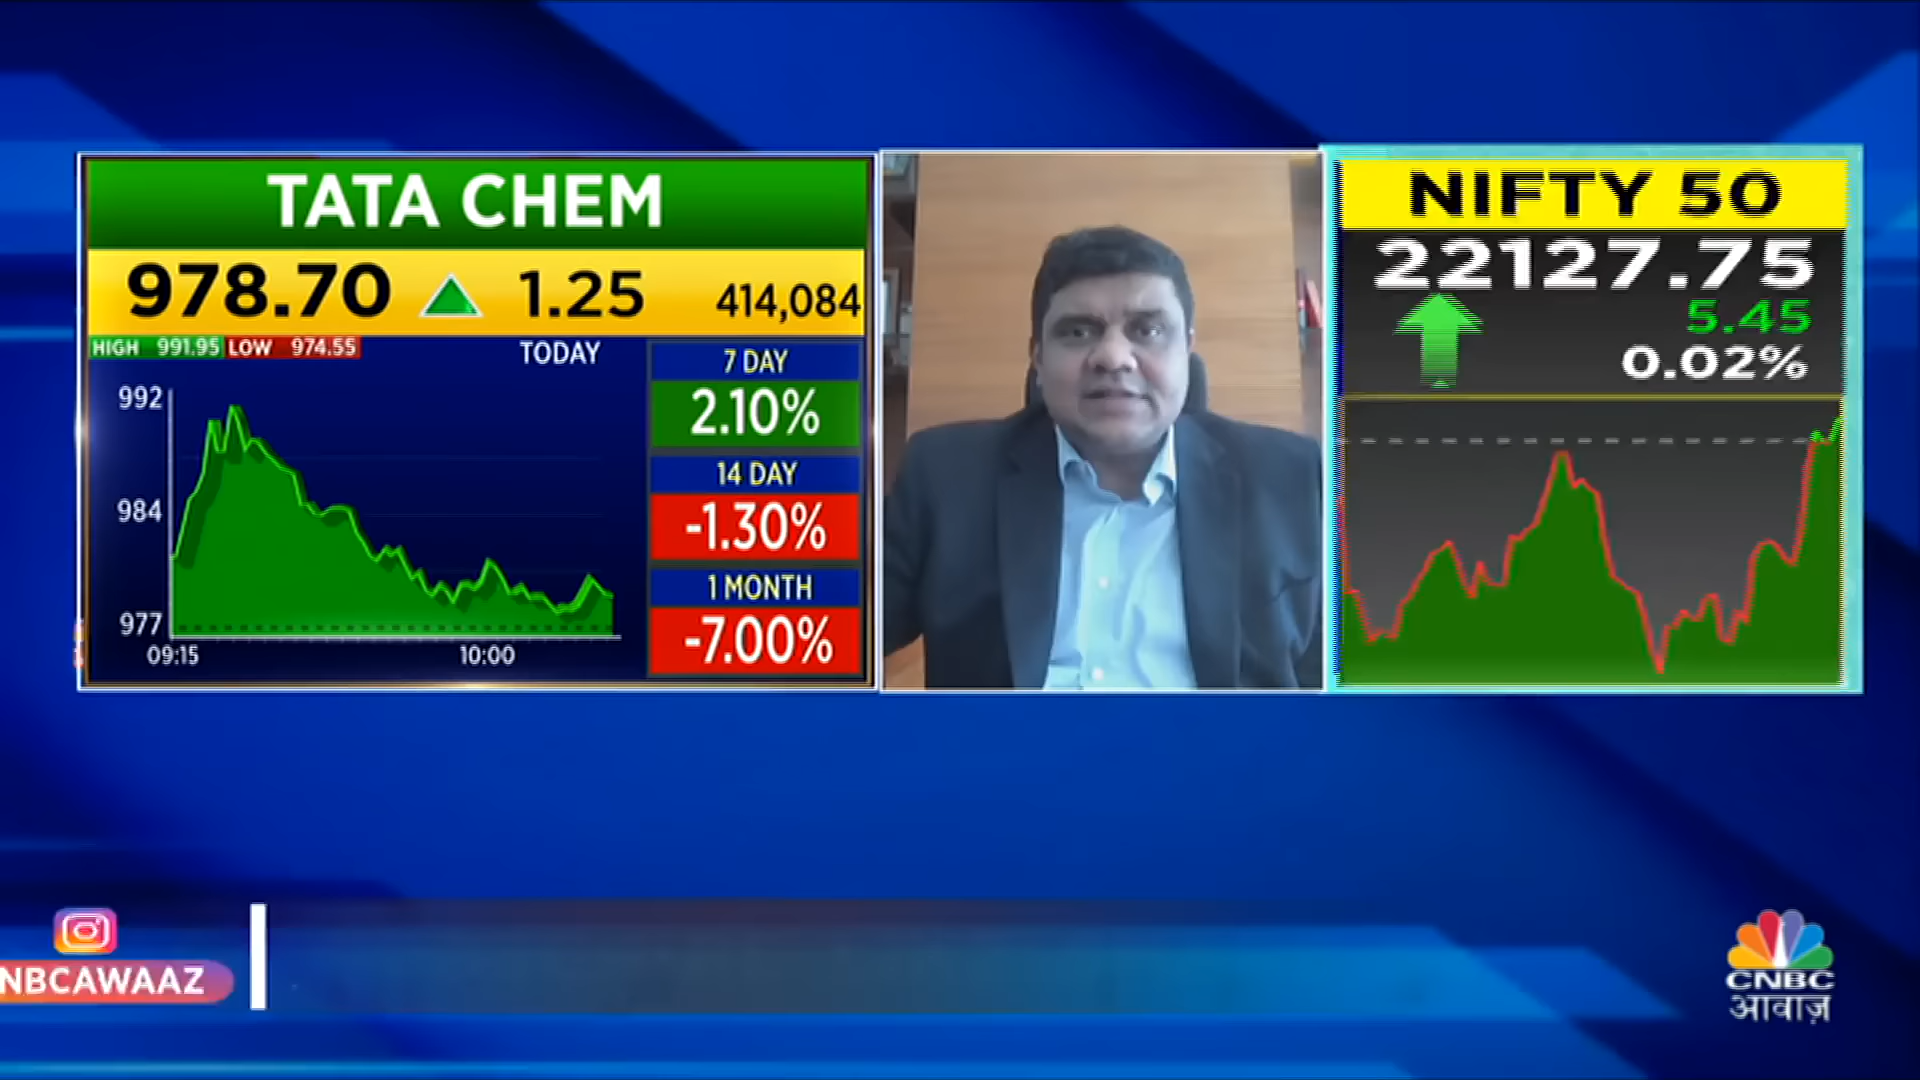 TATA CHEM
978.70 1.25 414,084
HIGH 991.95 LOW 974.55
TODAY
992
984
977
09:15 10:00
7 DAY
2.10%
14 DAY
-1.30%
1 MONTH
-7.00%
NIFTY 50
22127.75
5.45
0.02%
NBCAWAAZ
CNBC
आवाज़